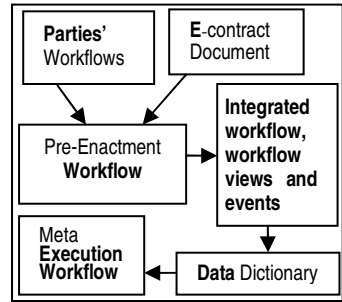 Parties'
Workflows
E-contract
Document
Pre-Enactment
Workflow
Integrated
workflow,
workflow
views and
events
Meta
Execution
Workflow
Data Dictionary